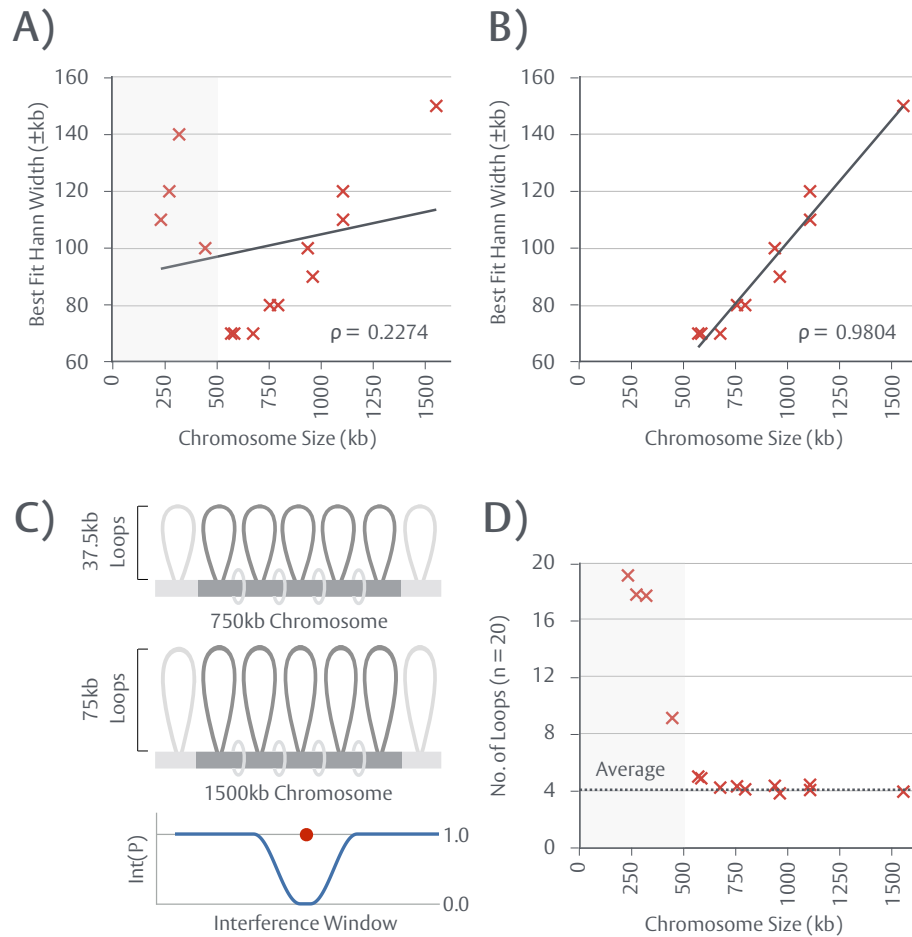 A)
Best Fit Hann Width (±kb)
160
140
120
100
80
60
ρ = 0.2274
0
250
500
750
1000
1250
1500
Chromosome Size (kb)
B)
Best Fit Hann Width (±kb)
160
140
120
100
80
60
ρ = 0.9804
0
250
500
750
1000
1250
1500
Chromosome Size (kb)
C)
37.5kb
Loops
750kb Chromosome
75kb
Loops
1500kb Chromosome
Int(P)
1.0
0.0
Interference Window
D)
No. of Loops (n = 20)
20
16
12
8
4
0
Average
0
250
500
750
1000
1250
1500
Chromosome Size (kb)